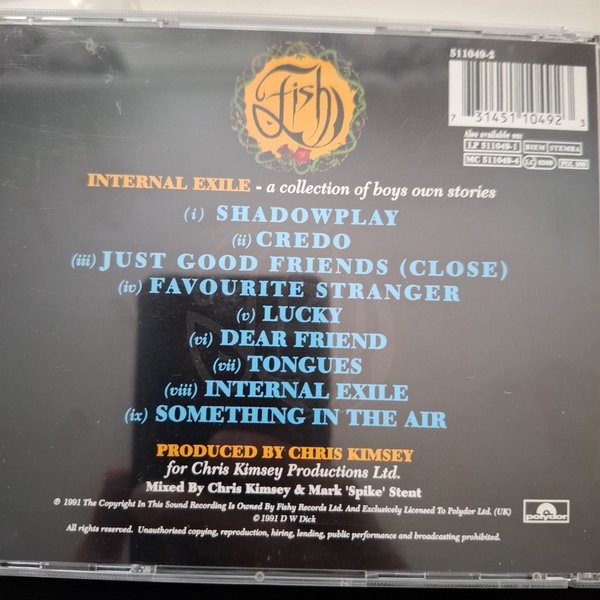 Fish
511049-2
7 31451 10492 3
Also available on:
LP 511049-1 BIEM STEMRA
MC 511049-4 LC 0309
INTERNAL EXILE - a collection of boys own stories
(i) SHADOWPLAY
(ii) CREDO
(iii) JUST GOOD FRIENDS (CLOSE)
(iv) FAVOURITE STRANGER
(v) LUCKY
(vi) DEAR FRIEND
(vii) TONGUES
(viii) INTERNAL EXILE
(ix) SOMETHING IN THE AIR
PRODUCED BY CHRIS KIMSEY
for Chris Kimsey Productions Ltd.
Mixed By Chris Kimsey & Mark 'Spike' Stent
℗ 1991 The Copyright In This Sound Recording Is Owned By Fishy Records Ltd. And Exclusively Licensed To Polydor Ltd. (UK)
© 1991 D W Dick
All rights reserved. Unauthorised copying, reproduction, hiring, lending, public performance and broadcasting prohibited.
polydor